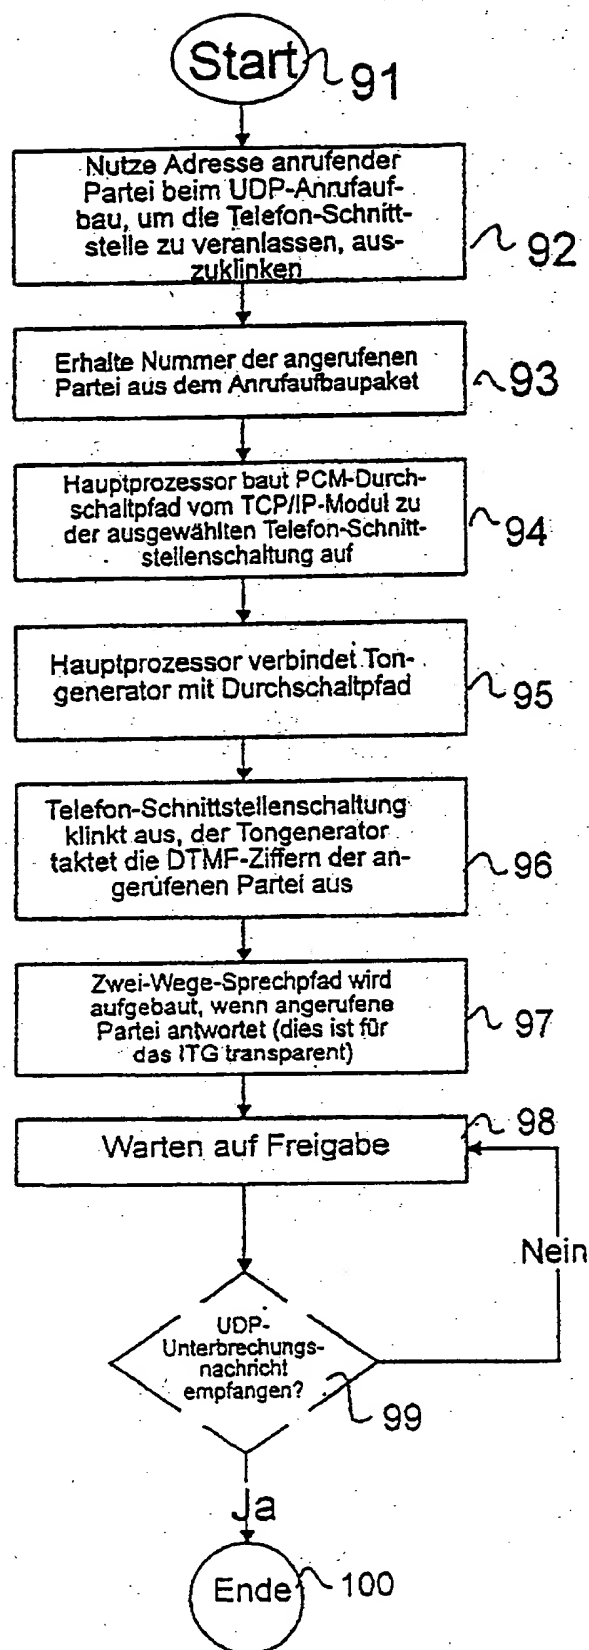 Start
91
Nutze Adresse anrufender
Partei beim UDP-Anrufauf-
bau, um die Telefon-Schnitt-
stelle zu veranlassen, aus-
zuklinken
92
Erhalte Nummer der angerufenen
Partei aus dem Anrufaufbaupaket
93
Hauptprozessor baut PCM-Durch-
schaltpfad vom TCP/IP-Modul zu
der ausgewählten Telefon-Schnitt-
stellenschaltung auf
94
Hauptprozessor verbindet Ton-
generator mit Durchschaltpfad
95
Telefon-Schnittstellenschaltung
klinkt aus, der Tongenerator
taktet die DTMF-Ziffern der an-
gerufenen Partei aus
96
Zwei-Wege-Sprechpfad wird
aufgebaut, wenn angerufene
Partei antwortet (dies ist für
das ITG transparent)
97
Warten auf Freigabe
98
Nein
UDP-
Unterbrechungs-
nachricht
empfangen?
99
Ja
Ende
100